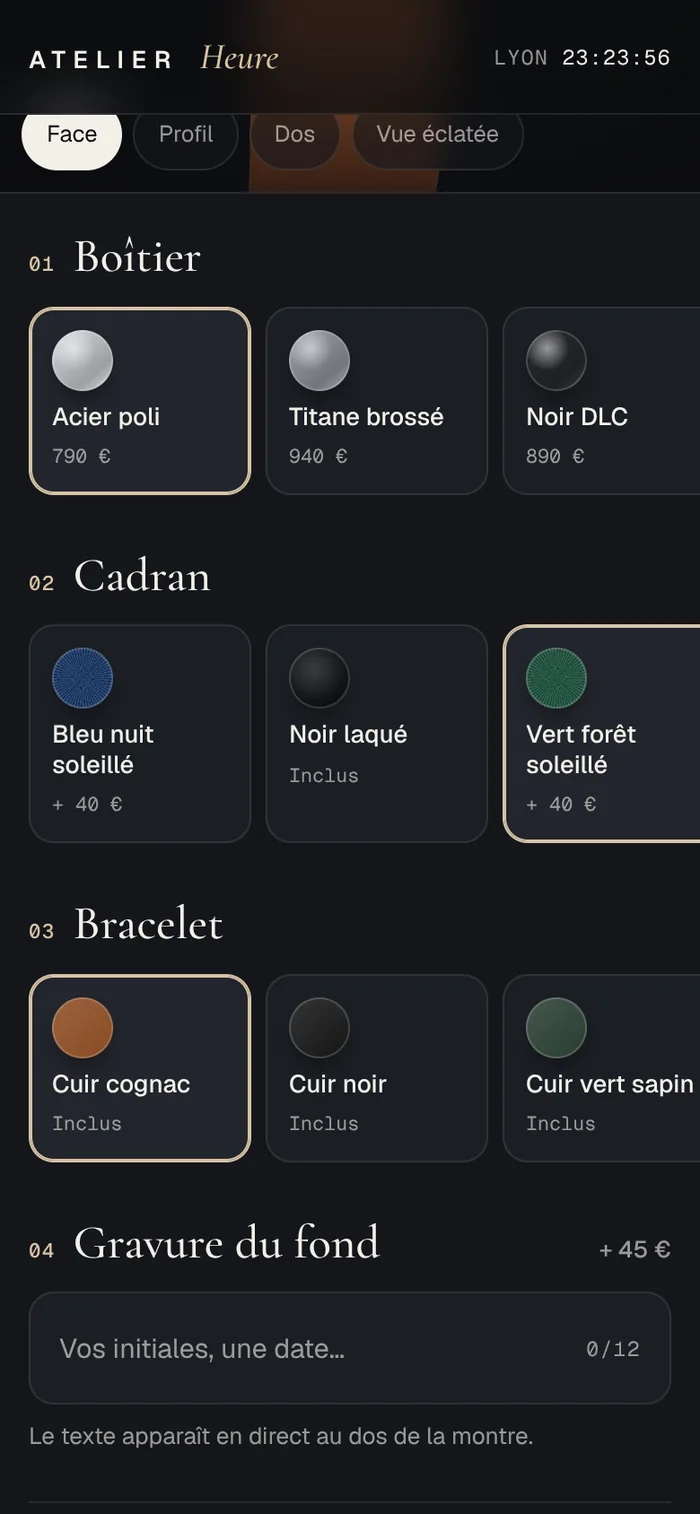 ATELIER Heure LYON 23:23:56
Face Profil Dos Vue éclatée
01 Boîtier
Acier poli Titane brossé Noir DLC
790 € 940 € 890 €
02 Cadran
Bleu nuit soleillé
+ 40 €
Noir laqué
Inclus
Vert forêt soleillé
+ 40 €
03 Bracelet
Cuir cognac Cuir noir Cuir vert sapin
Inclus Inclus Inclus
04 Gravure du fond + 45 €
Vos initiales, une date… 0/12
Le texte apparaît en direct au dos de la montre.